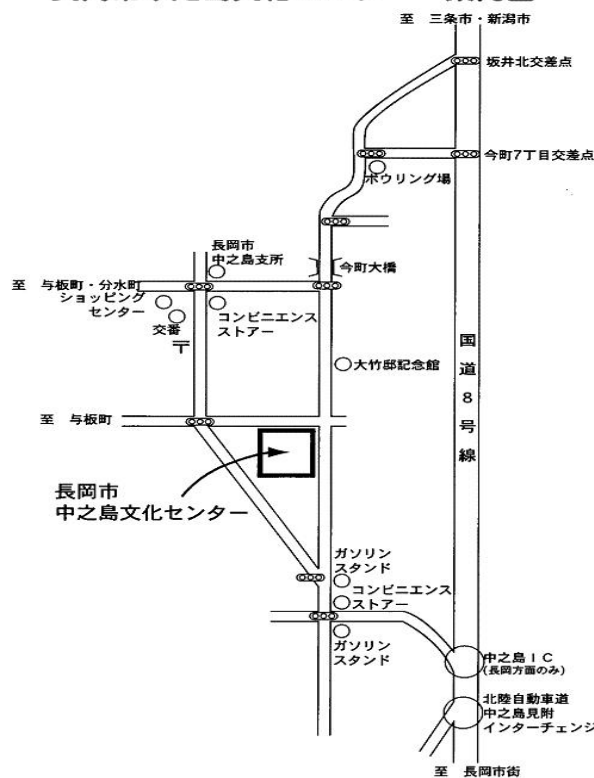 至 三条市・新潟市
坂井北交差点
今町7丁目交差点
ボウリング場
長岡市
中之島支所
今町大橋
至 与板町・分水町
ショッピング
センター
交番
コンビニエンス
ストアー
〒
大竹邸記念館
国道8号線
至 与板町
長岡市
中之島文化センター
ガソリン
スタンド
コンビニエンス
ストアー
ガソリン
スタンド
中之島IC
(長岡方面のみ)
北陸自動車道
中之島見附
インターチェンジ
至 長岡市街